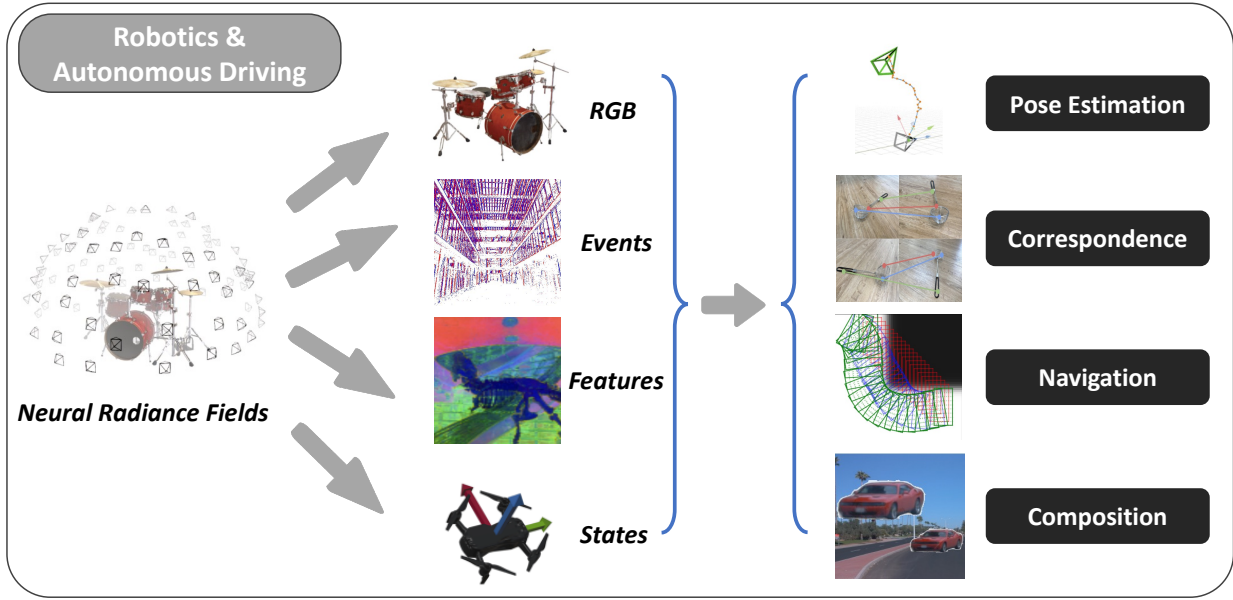 Robotics &
Autonomous Driving
Neural Radiance Fields
RGB
Events
Features
States
Pose Estimation
Correspondence
Navigation
Composition